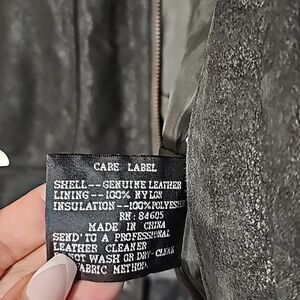 CARE LABEL
SHELL--GENUINE LEATHER
LINING--100% NYLON
INSULATION--100%POLYESTER
RN: 84605
MADE IN CHINA
SEND TO A PROFESSIONAL
LEATHER CLEANER
NOT WASH OR DRY-CLEAN
FABRIC METHOD.